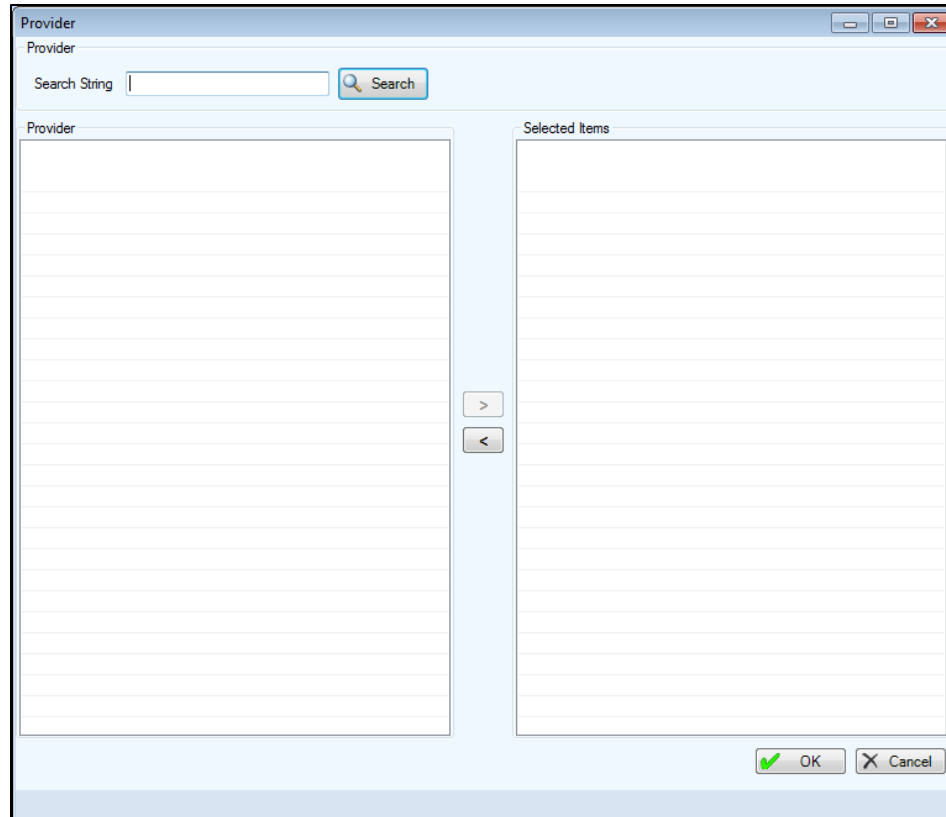 Provider
Provider
Search String Search
Provider
Selected Items
>
<
OK Cancel